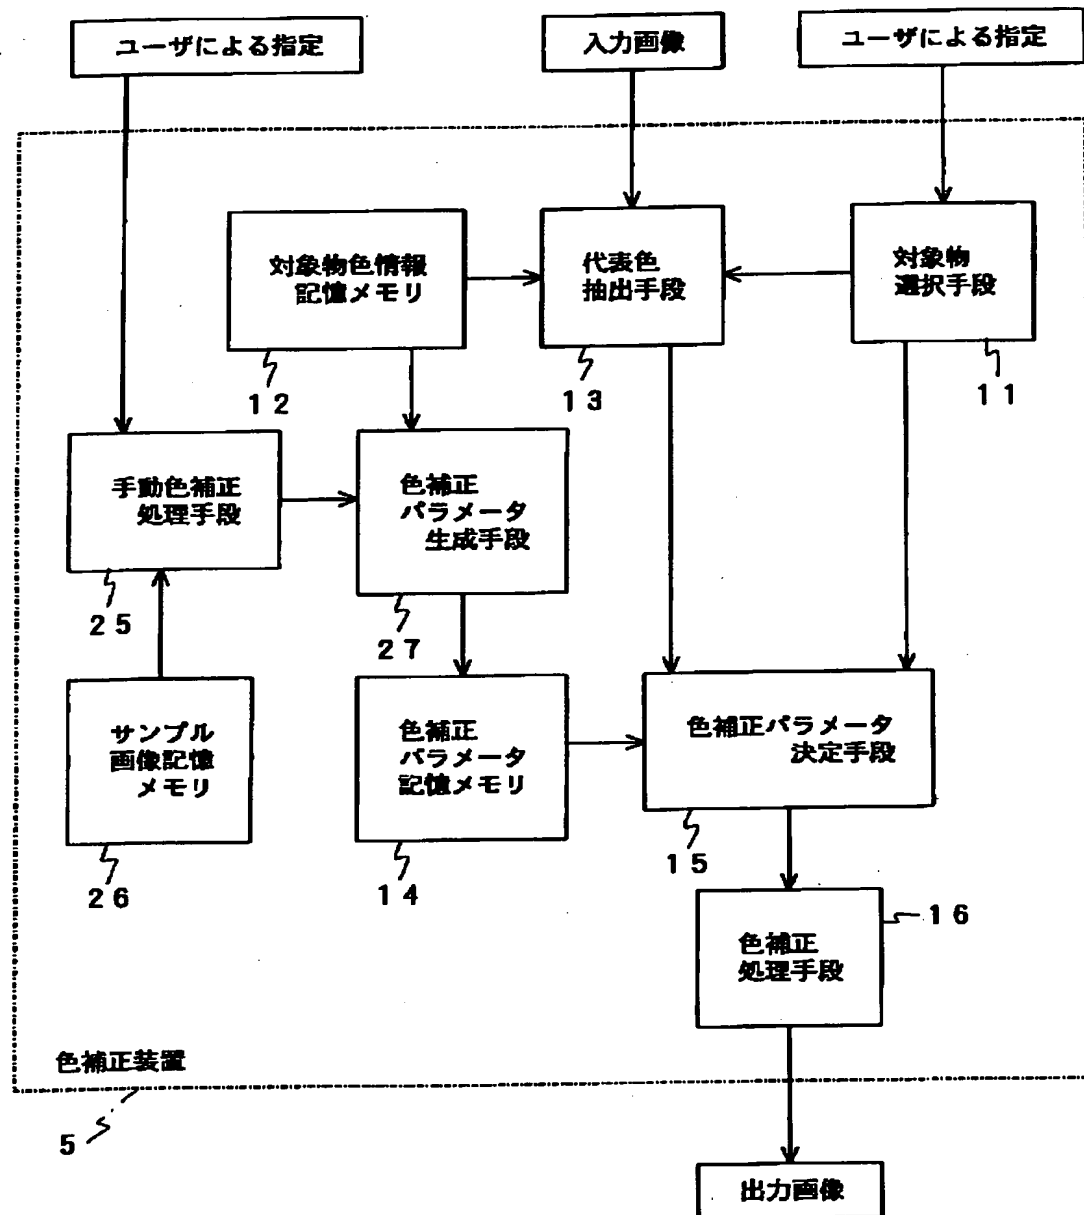 ユーザによる指定
入力画像
ユーザによる指定
対象物色情報
記憶メモリ
代表色
抽出手段
対象物
選択手段
12
13
11
手動色補正
処理手段
色補正
パラメータ
生成手段
25
27
サンプル
画像記憶
メモリ
色補正
パラメータ
記憶メモリ
色補正パラメータ
決定手段
26
14
15
色補正
処理手段
16
色補正装置
5
出力画像